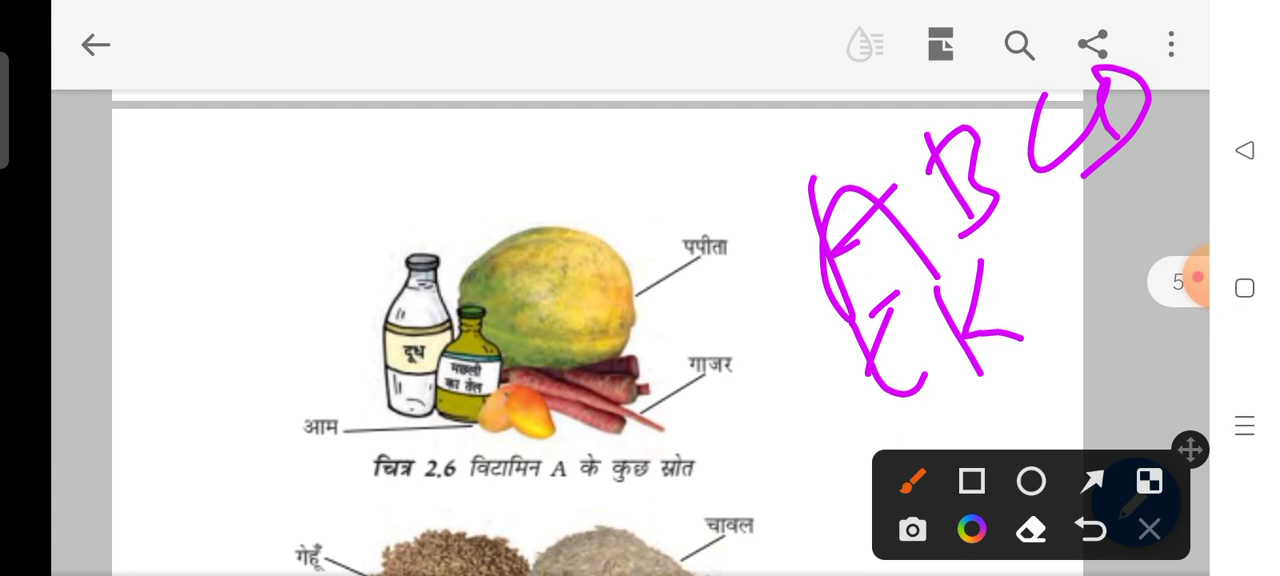 A B C D
E K
5
पपीता
दूध
मछली
का तेल
गाजर
आम
चित्र 2.6 विटामिन A के कुछ स्रोत
चावल
गेहूँ